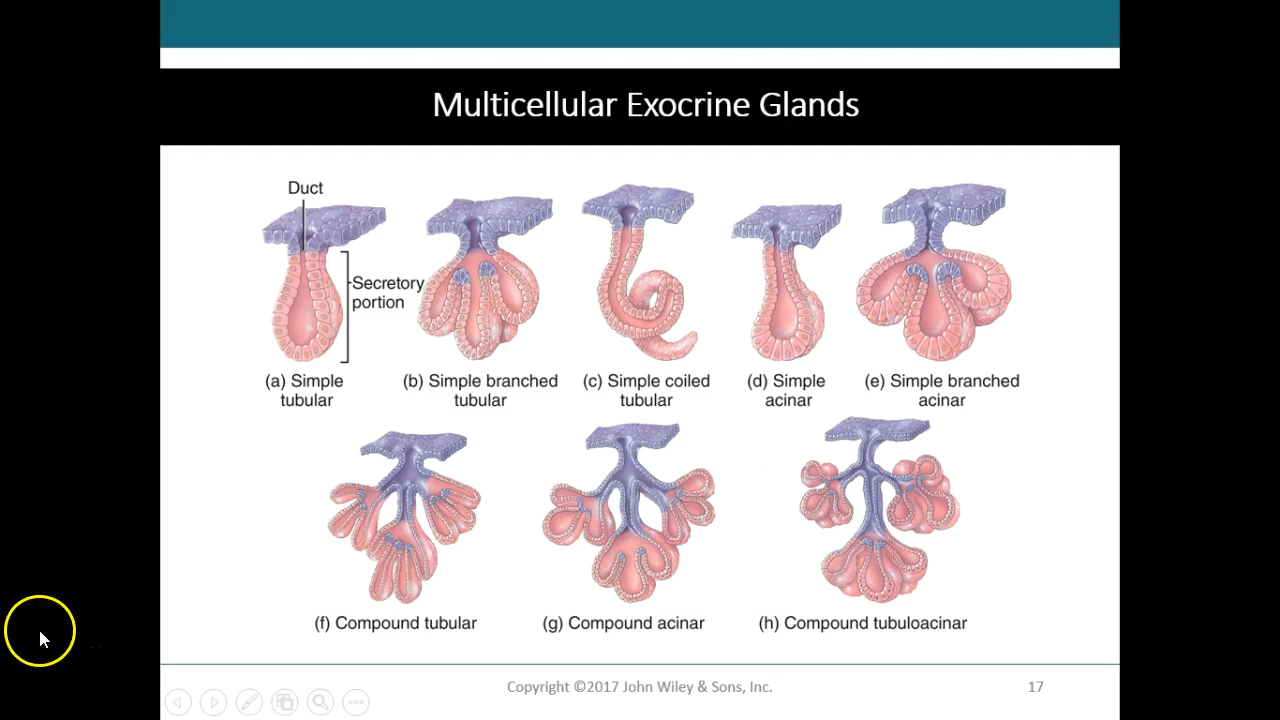 Multicellular Exocrine Glands
Duct
Secretory
portion
(a) Simple
tubular
(b) Simple branched
tubular
(c) Simple coiled
tubular
(d) Simple
acinar
(e) Simple branched
acinar
(f) Compound tubular
(g) Compound acinar
(h) Compound tubuloacinar
Copyright ©2017 John Wiley & Sons, Inc.
17